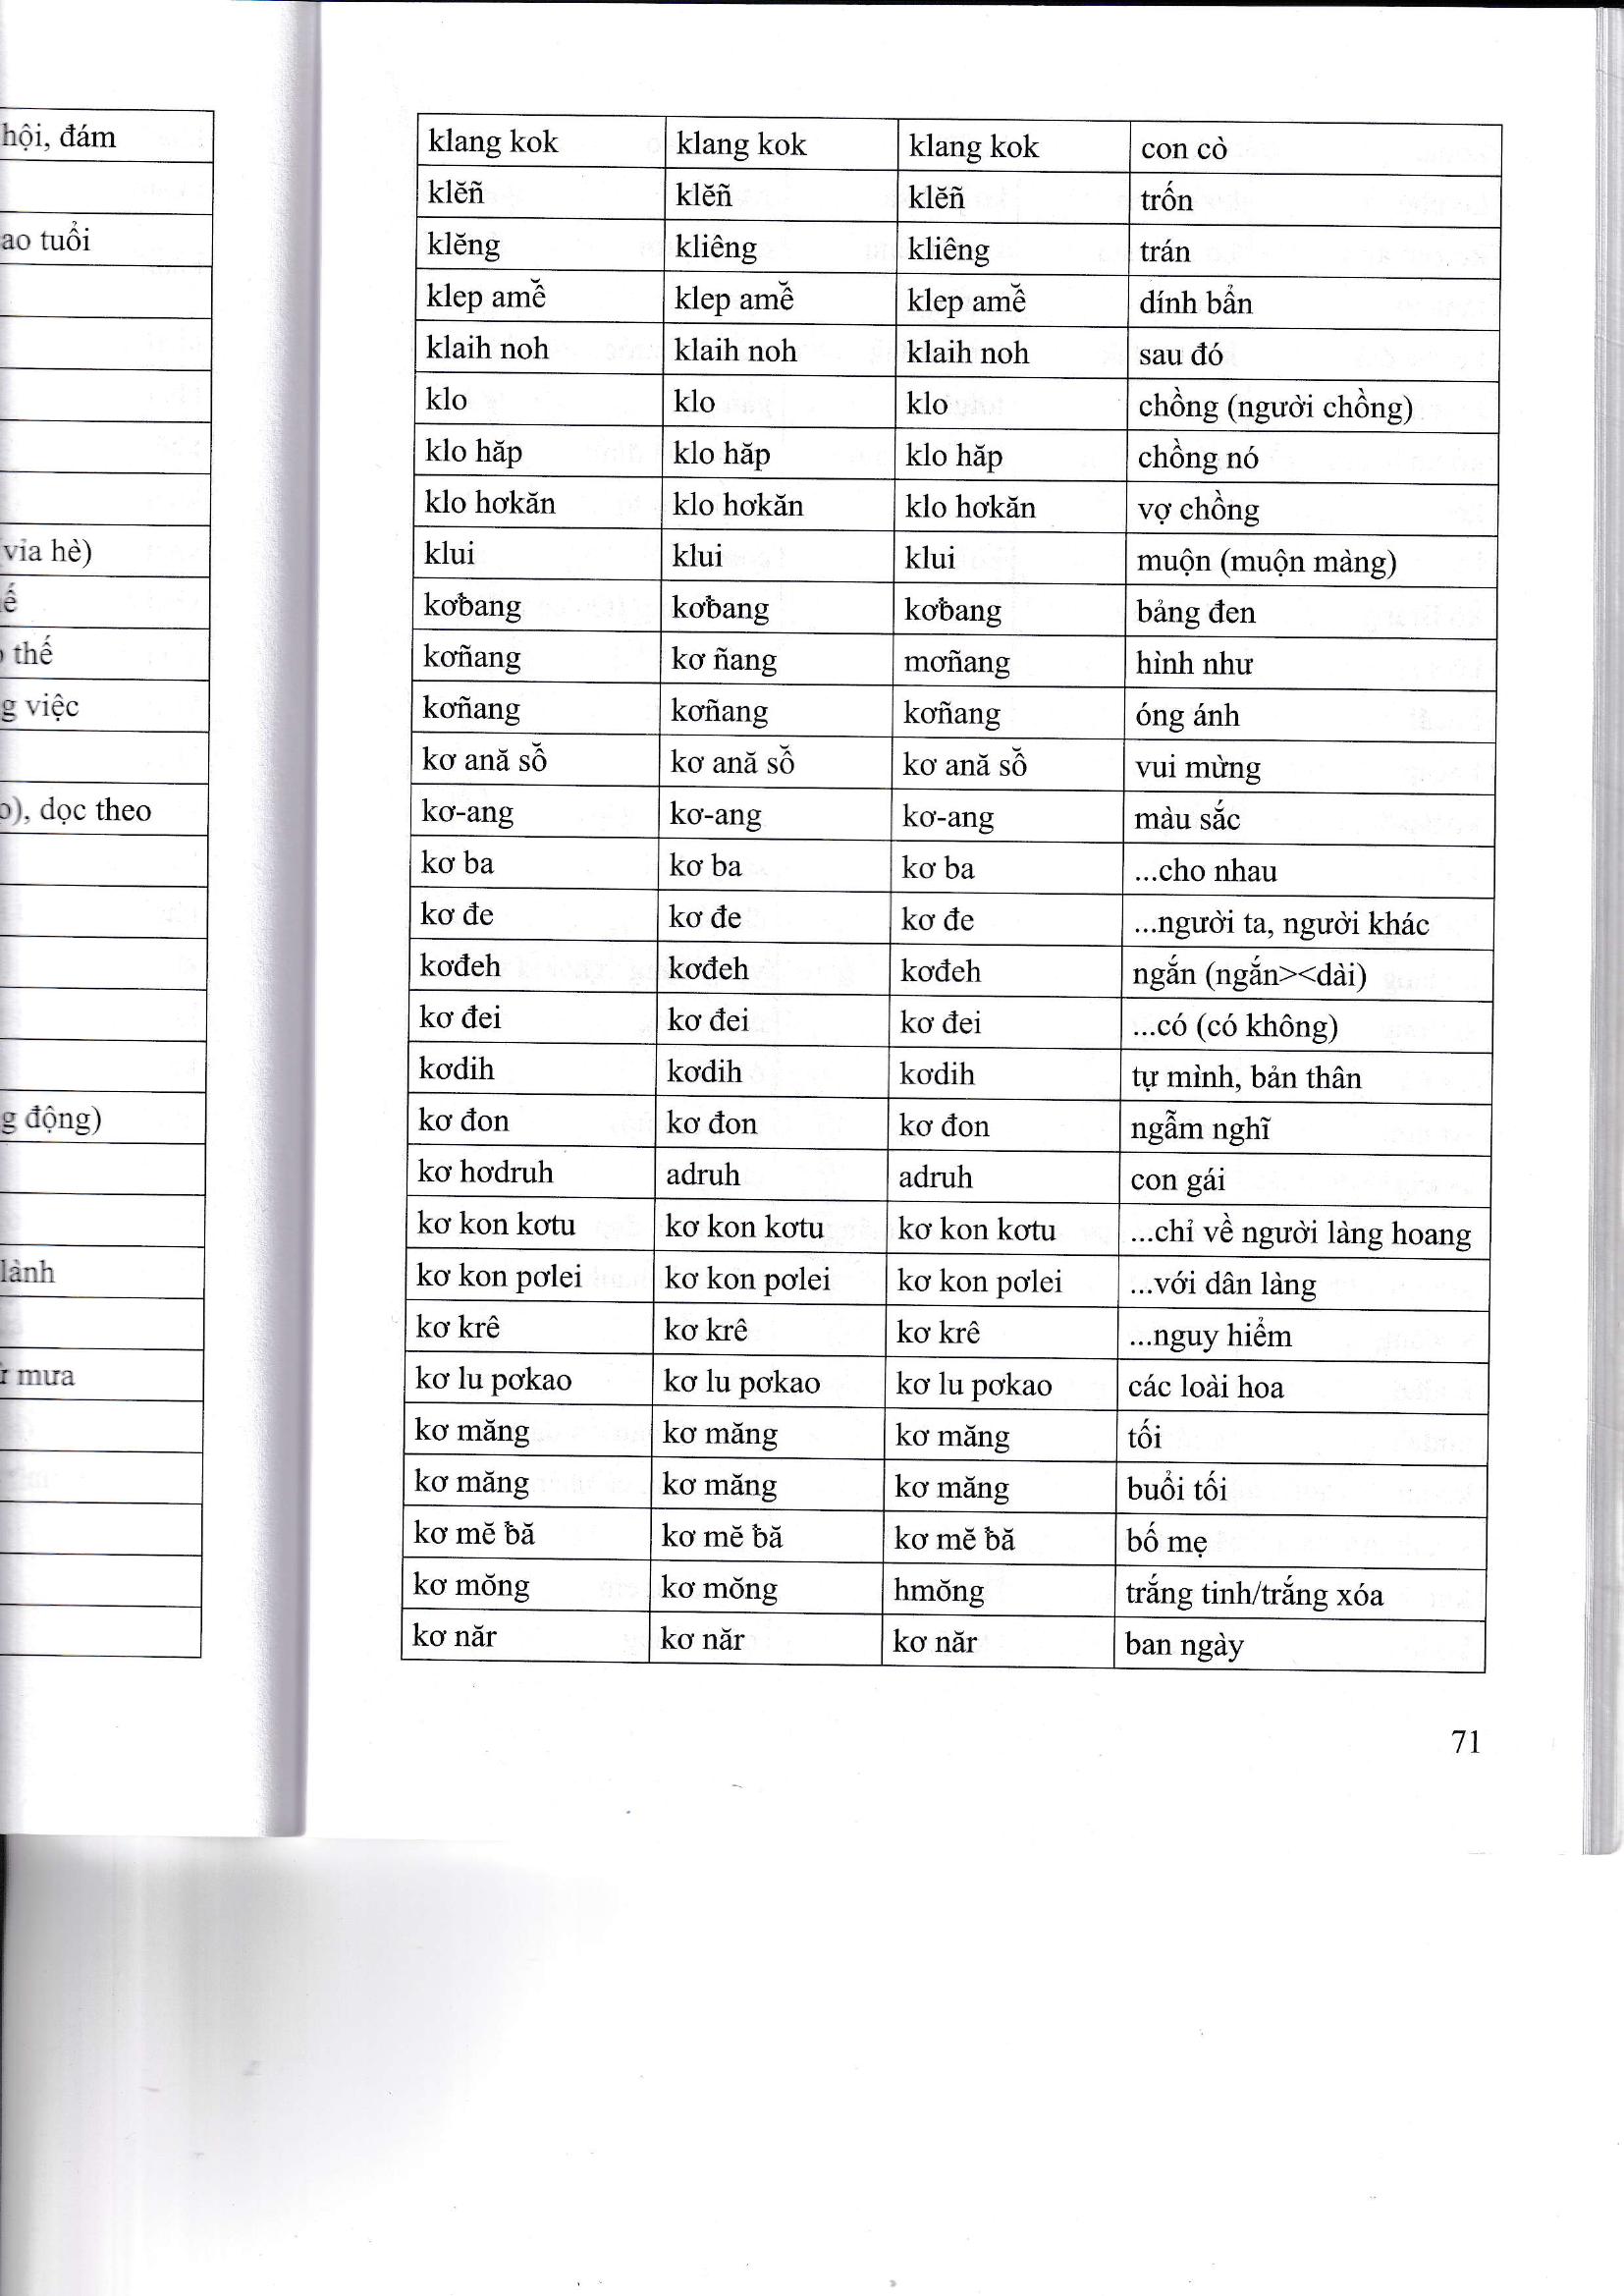 hội, đám
ao tuổi
vỉa hè)
thế
g việc
dọc theo
g động)
lành
mưa
klang kok klang kok klang kok con cò
klĕñ klĕñ klĕñ trốn
klĕng kliêng kliêng trán
klep amê̆ klep amê̆ klep amê̆ dính bẩn
klaih noh klaih noh klaih noh sau đó
klo klo klo chồng (người chồng)
klo hăp klo hăp klo hăp chồng nó
klo hơkăn klo hơkăn klo hơkăn vợ chồng
klui klui klui muộn (muộn màng)
kơƀang kơƀang kơƀang bảng đen
kơñang kơ ñang mơñang hình như
kơñang kơñang kơñang óng ánh
kơ ană sô̆ kơ ană sô̆ kơ ană sô̆ vui mừng
kơ-ang kơ-ang kơ-ang màu sắc
kơ ba kơ ba kơ ba ...cho nhau
kơ đe kơ đe kơ đe ...người ta, người khác
kơđeh kơđeh kơđeh ngắn (ngắn><dài)
kơ đei kơ đei kơ đei ...có (có không)
kơdih kơdih kơdih tự mình, bản thân
kơ đon kơ đon kơ đon ngẫm nghĩ
kơ hơdruh adruh adruh con gái
kơ kon kơtu kơ kon kơtu kơ kon kơtu ...chỉ về người làng hoang
kơ kon pơlei kơ kon pơlei kơ kon pơlei ...với dân làng
kơ krê kơ krê kơ krê ...nguy hiểm
kơ lu pơkao kơ lu pơkao kơ lu pơkao các loài hoa
kơ măng kơ măng kơ măng tối
kơ măng kơ măng kơ măng buổi tối
kơ mĕ ƀă kơ mĕ ƀă kơ mĕ ƀă bố mẹ
kơ mŏng kơ mŏng hmŏng trắng tinh/trắng xóa
kơ năr kơ năr kơ năr ban ngày
71